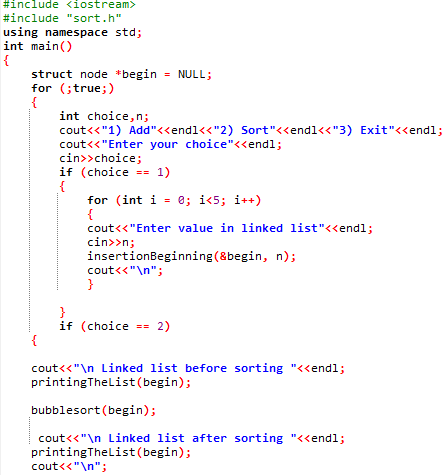 #include <iostream>
#include "sort.h"
using namespace std;
int main()
{
struct node *begin = NULL;
for (;true;)
{
int choice,n;
cout<<"1) Add"<<endl<<"2) Sort"<<endl<<"3) Exit"<<endl;
cout<<"Enter your choice"<<endl;
cin>>choice;
if (choice == 1)
{
for (int i = 0; i<5; i++)
{
cout<<"Enter value in linked list"<<endl;
cin>>n;
insertionBeginning(&begin, n);
cout<<"\n";
}
}
if (choice == 2)
{
cout<<"\n Linked list before sorting "<<endl;
printingTheList(begin);
bubblesort(begin);
cout<<"\n Linked list after sorting "<<endl;
printingTheList(begin);
cout<<"\n";